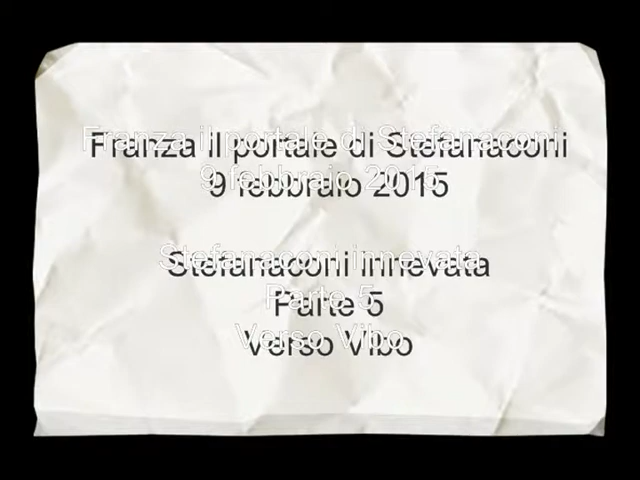 Franza il portale di Stefanaconi
9 febbraio 2015
Stefanaconi innevata
Parte 5
Verso Vibo